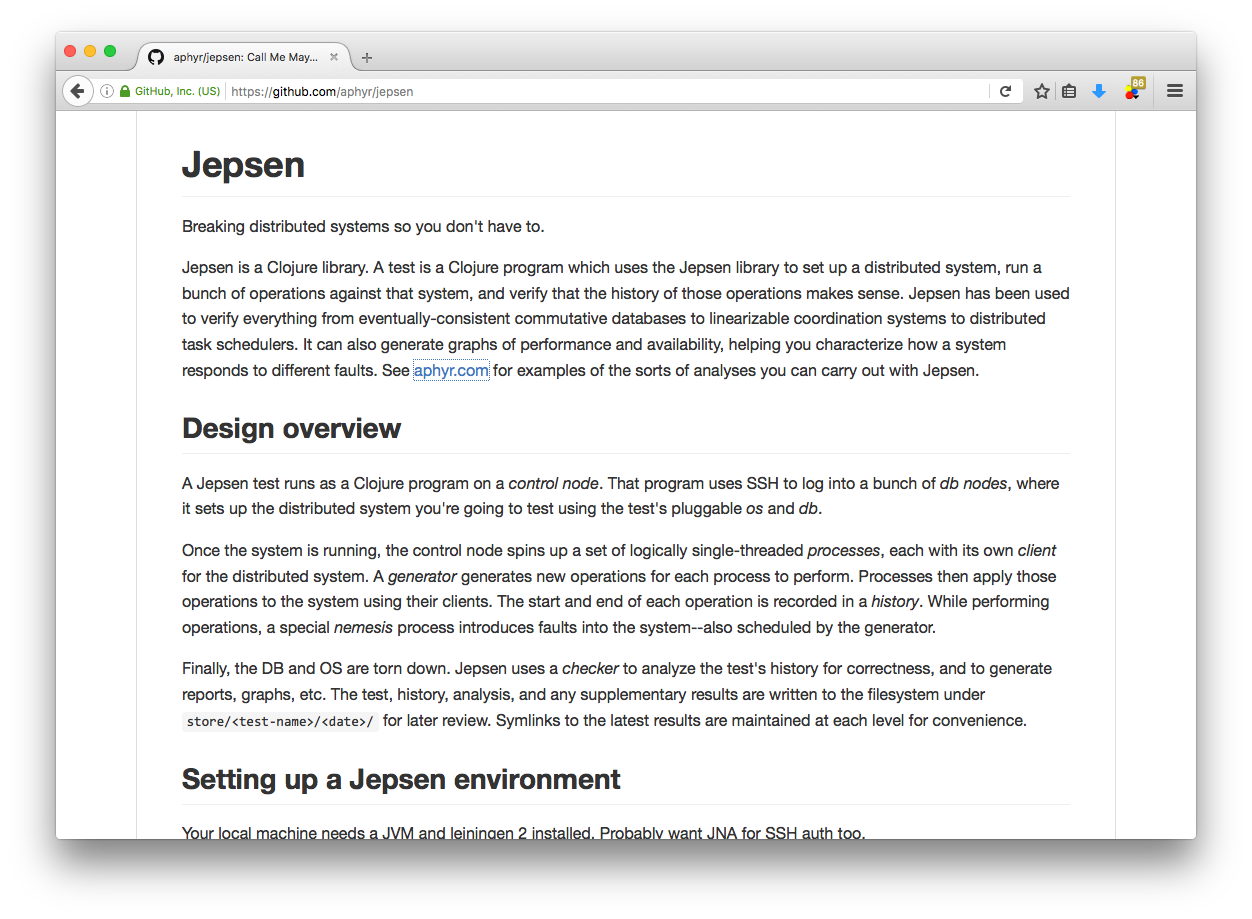 aphyr/jepsen: Call Me May...
GitHub, Inc. (US)
https://github.com/aphyr/jepsen
86
Jepsen
Breaking distributed systems so you don't have to.
Jepsen is a Clojure library. A test is a Clojure program which uses the Jepsen library to set up a distributed system, run a
bunch of operations against that system, and verify that the history of those operations makes sense. Jepsen has been used
to verify everything from eventually-consistent commutative databases to linearizable coordination systems to distributed
task schedulers. It can also generate graphs of performance and availability, helping you characterize how a system
responds to different faults. See aphyr.com for examples of the sorts of analyses you can carry out with Jepsen.
Design overview
A Jepsen test runs as a Clojure program on a control node. That program uses SSH to log into a bunch of db nodes, where
it sets up the distributed system you're going to test using the test's pluggable os and db.
Once the system is running, the control node spins up a set of logically single-threaded processes, each with its own client
for the distributed system. A generator generates new operations for each process to perform. Processes then apply those
operations to the system using their clients. The start and end of each operation is recorded in a history. While performing
operations, a special nemesis process introduces faults into the system--also scheduled by the generator.
Finally, the DB and OS are torn down. Jepsen uses a checker to analyze the test's history for correctness, and to generate
reports, graphs, etc. The test, history, analysis, and any supplementary results are written to the filesystem under
store/<test-name>/<date>/ for later review. Symlinks to the latest results are maintained at each level for convenience.
Setting up a Jepsen environment
Your local machine needs a JVM and leiningen 2 installed. Probably want JNA for SSH auth too.